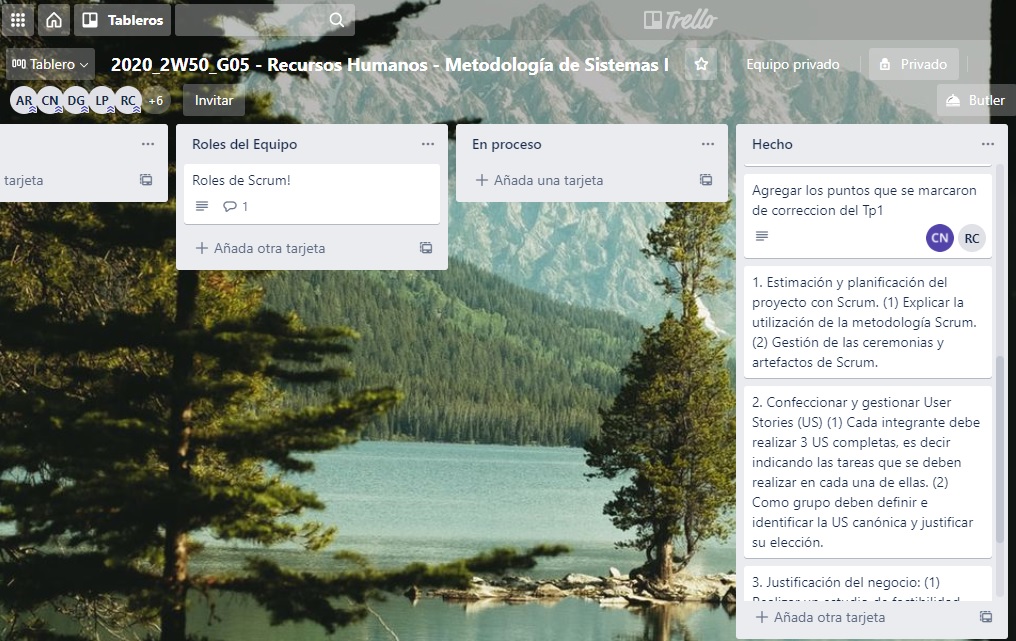 Tableros
Trello
Tablero
2020_2W50_G05 - Recursos Humanos - Metodología de Sistemas I
Equipo privado
Privado
AR CN DG LP RC +6
Invitar
Butler
tarjeta
Roles del Equipo
Roles de Scrum!
1
+ Añada otra tarjeta
En proceso
+ Añada una tarjeta
Hecho
Agregar los puntos que se marcaron
de correccion del Tp1
CN RC
1. Estimación y planificación del
proyecto con Scrum. (1) Explicar la
utilización de la metodología Scrum.
(2) Gestión de las ceremonias y
artefactos de Scrum.
2. Confeccionar y gestionar User
Stories (US) (1) Cada integrante debe
realizar 3 US completas, es decir
indicando las tareas que se deben
realizar en cada una de ellas. (2)
Como grupo deben definir e
identificar la US canónica y justificar
su elección.
3. Justificación del negocio: (1)
Realizar un estudio de factibilidad
+ Añada otra tarjeta